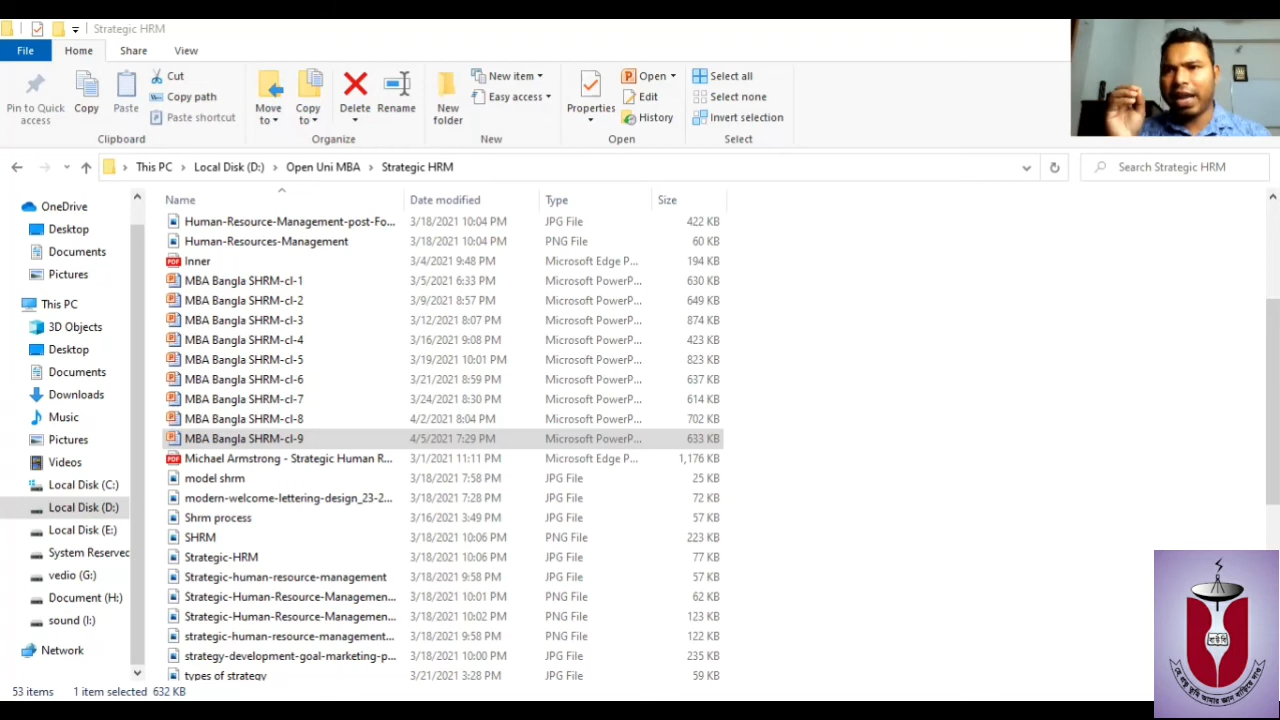 Strategic HRM
File Home Share View
Pin to Quick access
Copy
Paste
Cut
Copy path
Paste shortcut
Clipboard
Move to
Copy to
Delete
Rename
Organize
New folder
New item
Easy access
New
Properties
Open
Edit
History
Open
Select all
Select none
Invert selection
Select
This PC Local Disk (D:) Open Uni MBA Strategic HRM
Search Strategic HRM
OneDrive
Desktop
Documents
Pictures
This PC
3D Objects
Desktop
Documents
Downloads
Music
Pictures
Videos
Local Disk (C:)
Local Disk (D:)
Local Disk (E:)
System Reserved
vedio (G:)
Document (H:)
sound (I:)
Network
Name Date modified Type Size
Human-Resource-Management-post-Fo... 3/18/2021 10:04 PM JPG File 422 KB
Human-Resources-Management 3/18/2021 10:04 PM PNG File 60 KB
Inner 3/4/2021 9:48 PM Microsoft Edge P... 194 KB
MBA Bangla SHRM-cl-1 3/5/2021 6:33 PM Microsoft PowerP... 630 KB
MBA Bangla SHRM-cl-2 3/9/2021 8:57 PM Microsoft PowerP... 649 KB
MBA Bangla SHRM-cl-3 3/12/2021 8:07 PM Microsoft PowerP... 874 KB
MBA Bangla SHRM-cl-4 3/16/2021 9:08 PM Microsoft PowerP... 423 KB
MBA Bangla SHRM-cl-5 3/19/2021 10:01 PM Microsoft PowerP... 823 KB
MBA Bangla SHRM-cl-6 3/21/2021 8:59 PM Microsoft PowerP... 637 KB
MBA Bangla SHRM-cl-7 3/24/2021 8:30 PM Microsoft PowerP... 614 KB
MBA Bangla SHRM-cl-8 4/2/2021 8:04 PM Microsoft PowerP... 702 KB
MBA Bangla SHRM-cl-9 4/5/2021 7:29 PM Microsoft PowerP... 633 KB
Michael Armstrong - Strategic Human R... 3/1/2021 11:11 PM Microsoft Edge P... 1,176 KB
model shrm 3/18/2021 7:58 PM JPG File 25 KB
modern-welcome-lettering-design_23-2... 3/18/2021 7:28 PM JPG File 72 KB
Shrm process 3/16/2021 3:49 PM JPG File 57 KB
SHRM 3/18/2021 10:06 PM PNG File 223 KB
Strategic-HRM 3/18/2021 10:06 PM JPG File 77 KB
Strategic-human-resource-management 3/18/2021 9:58 PM JPG File 57 KB
Strategic-Human-Resource-Managemen... 3/18/2021 10:01 PM PNG File 62 KB
Strategic-Human-Resource-Managemen... 3/18/2021 10:02 PM PNG File 123 KB
strategic-human-resource-management... 3/18/2021 9:58 PM PNG File 122 KB
strategy-development-goal-marketing-p... 3/18/2021 10:00 PM JPG File 235 KB
types of strategy 3/21/2021 3:28 PM JPG File 59 KB
53 items 1 item selected 632 KB